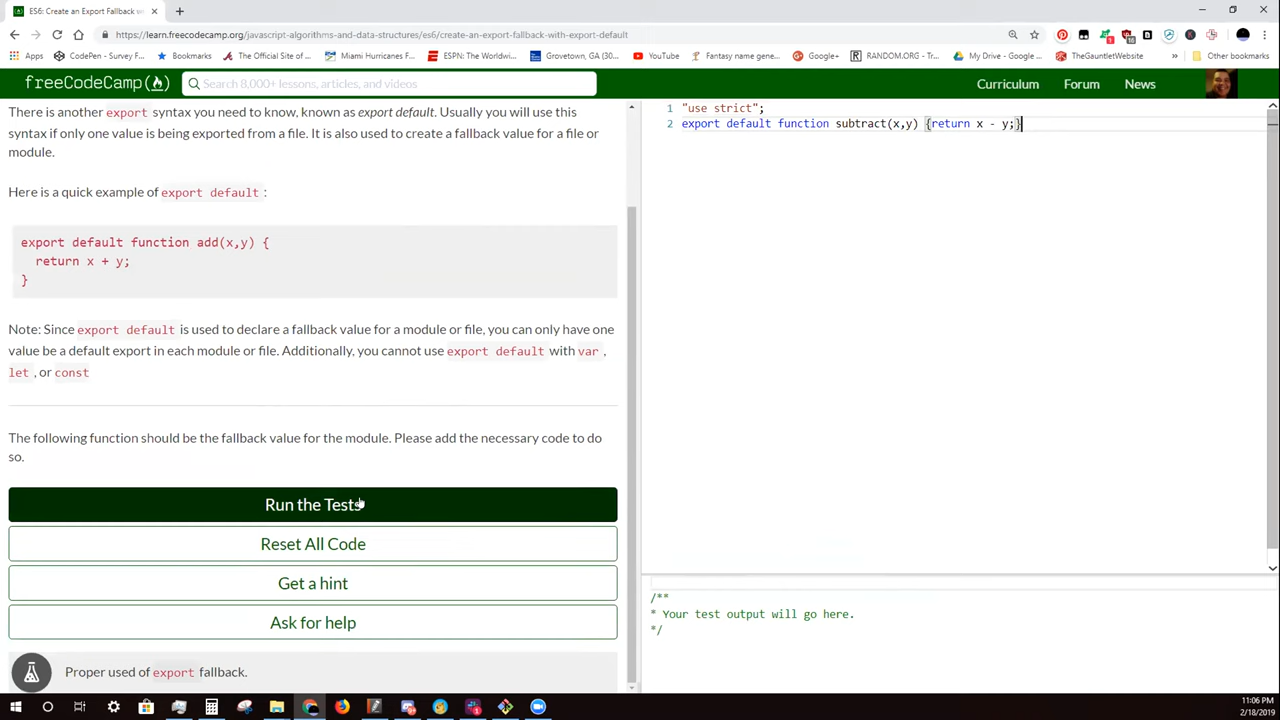 ES6: Create an Export Fallback w
https://learn.freecodecamp.org/javascript-algorithms-and-data-structures/es6/create-an-export-fallback-with-export-default
Apps
CodePen - Survey F...
The Official Site of ...
Miami Hurricanes F...
ESPN: The Worldwi...
Grovetown, GA (30...
YouTube
Fantasy name gene...
Google+
RANDOM.ORG - Tr...
My Drive - Google...
TheGauntletWebsite
Other bookmarks
freeCodeCamp
Search 8,000+ lessons, articles, and videos
Curriculum
Forum
News
There is another export syntax you need to know, known as export default. Usually you will use this
syntax if only one value is being exported from a file. It is also used to create a fallback value for a file or
module.
Here is a quick example of export default :
export default function add(x,y) {
return x + y;
}
Note: Since export default is used to declare a fallback value for a module or file, you can only have one
value be a default export in each module or file. Additionally, you cannot use export default with var ,
let , or const
The following function should be the fallback value for the module. Please add the necessary code to do
so.
Run the Tests
Reset All Code
Get a hint
Ask for help
Proper used of export fallback.
1 "use strict";
2 export default function subtract(x,y) {return x - y;}
/**
* Your test output will go here.
*/
11:06 PM
2/18/2019